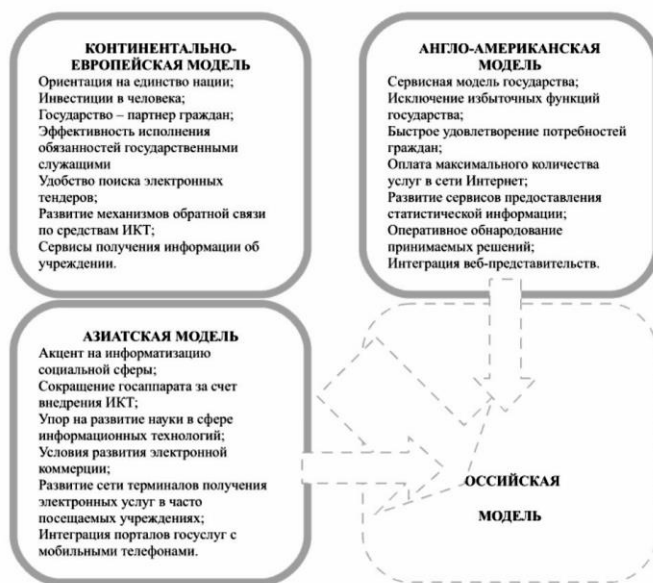 КОНТИНЕНТАЛЬНО-
ЕВРОПЕЙСКАЯ МОДЕЛЬ
Ориентация на единство нации;
Инвестиции в человека;
Государство – партнер граждан;
Эффективность исполнения
обязанностей государственными
служащими
Удобство поиска электронных
тендеров;
Развитие механизмов обратной связи
по средствам ИКТ;
Сервисы получения информации об
учреждении.
АНГЛО-АМЕРИКАНСКАЯ
МОДЕЛЬ
Сервисная модель государства;
Исключение избыточных функций
государства;
Быстрое удовлетворение потребностей
граждан;
Оплата максимального количества
услуг в сети Интернет;
Развитие сервисов предоставления
статистической информации;
Оперативное обнародование
принимаемых решений;
Интеграция веб-представительств.
АЗИАТСКАЯ МОДЕЛЬ
Акцент на информатизацию
социальной сферы;
Сокращение госаппарата за счет
внедрения ИКТ;
Упор на развитие науки в сфере
информационных технологий;
Условия развития электронной
коммерции;
Развитие сети терминалов получения
электронных услуг в часто
посещаемых учреждениях;
Интеграция порталов госуслуг с
мобильными телефонами.
ОССИЙСКАЯ
МОДЕЛЬ